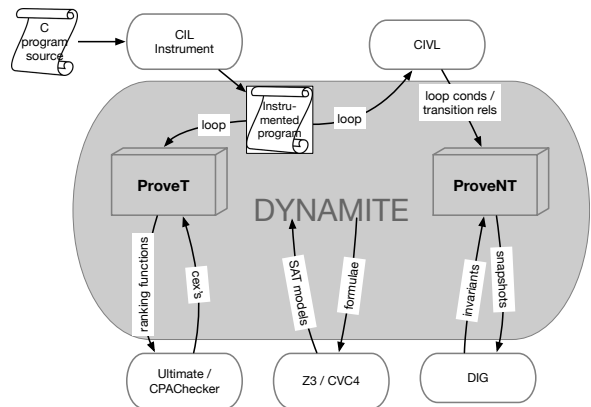 C
program
source
CIL
Instrument
CIVL
Instru-
mented
program
loop
loop
loop conds /
transition rels
ProveT
DYNAMITE
ProveNT
ranking functions
cex's
SAT models
formulae
invariants
snapshots
Ultimate /
CPAChecker
Z3 / CVC4
DIG